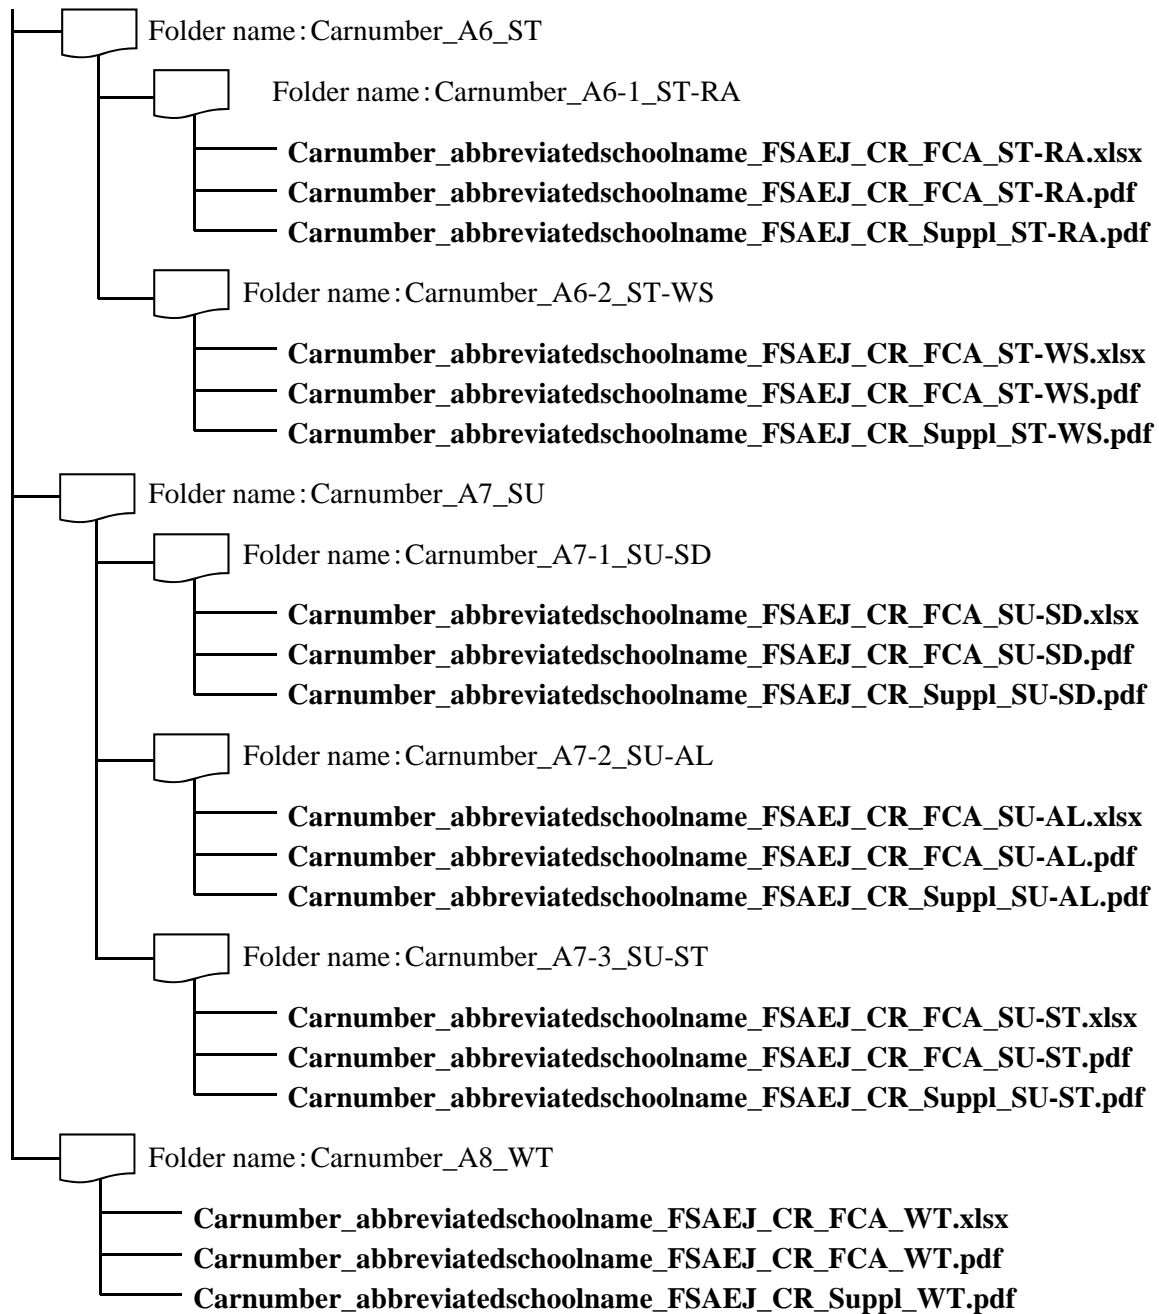 Folder name:Carnumber_A6_ST
Folder name:Carnumber_A6-1_ST-RA
Carnumber_abbreviatedschoolname_FSAEJ_CR_FCA_ST-RA.xlsx
Carnumber_abbreviatedschoolname_FSAEJ_CR_FCA_ST-RA.pdf
Carnumber_abbreviatedschoolname_FSAEJ_CR_Suppl_ST-RA.pdf
Folder name:Carnumber_A6-2_ST-WS
Carnumber_abbreviatedschoolname_FSAEJ_CR_FCA_ST-WS.xlsx
Carnumber_abbreviatedschoolname_FSAEJ_CR_FCA_ST-WS.pdf
Carnumber_abbreviatedschoolname_FSAEJ_CR_Suppl_ST-WS.pdf
Folder name:Carnumber_A7_SU
Folder name:Carnumber_A7-1_SU-SD
Carnumber_abbreviatedschoolname_FSAEJ_CR_FCA_SU-SD.xlsx
Carnumber_abbreviatedschoolname_FSAEJ_CR_FCA_SU-SD.pdf
Carnumber_abbreviatedschoolname_FSAEJ_CR_Suppl_SU-SD.pdf
Folder name:Carnumber_A7-2_SU-AL
Carnumber_abbreviatedschoolname_FSAEJ_CR_FCA_SU-AL.xlsx
Carnumber_abbreviatedschoolname_FSAEJ_CR_FCA_SU-AL.pdf
Carnumber_abbreviatedschoolname_FSAEJ_CR_Suppl_SU-AL.pdf
Folder name:Carnumber_A7-3_SU-ST
Carnumber_abbreviatedschoolname_FSAEJ_CR_FCA_SU-ST.xlsx
Carnumber_abbreviatedschoolname_FSAEJ_CR_FCA_SU-ST.pdf
Carnumber_abbreviatedschoolname_FSAEJ_CR_Suppl_SU-ST.pdf
Folder name:Carnumber_A8_WT
Carnumber_abbreviatedschoolname_FSAEJ_CR_FCA_WT.xlsx
Carnumber_abbreviatedschoolname_FSAEJ_CR_FCA_WT.pdf
Carnumber_abbreviatedschoolname_FSAEJ_CR_Suppl_WT.pdf